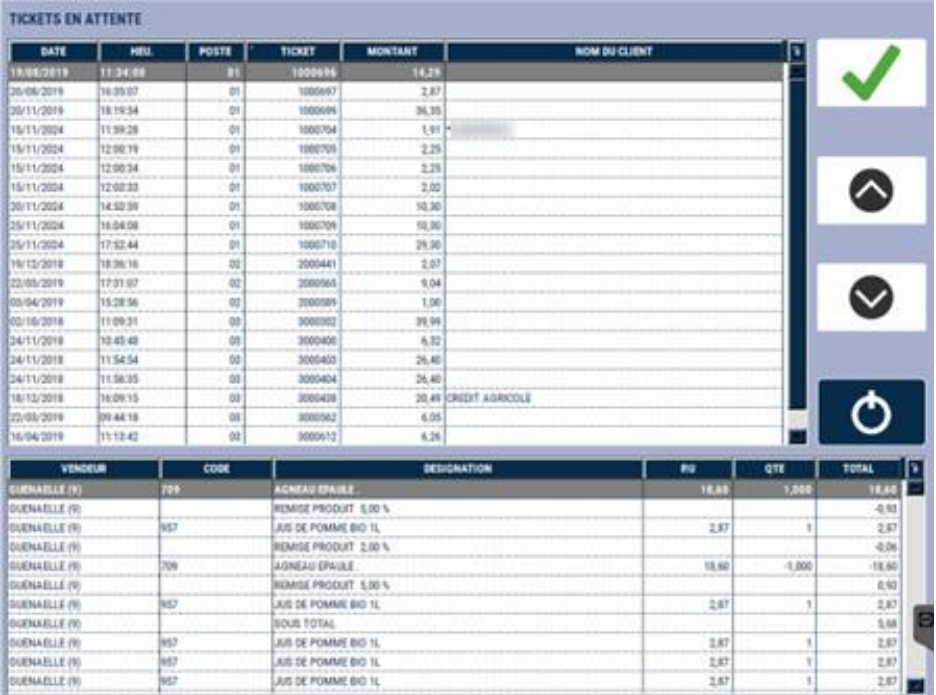 TICKETS EN ATTENTE
DATE HEU. POSTE TICKET MONTANT NOM DU CLIENT
19/08/2019 11:34:08 01 1000696 14,29
20/08/2019 16:05:07 01 1000697 2,87
20/11/2019 18:19:54 01 1000699 36,35
15/11/2024 11:59:28 01 1000704 1,91 *
15/11/2024 12:00:19 01 1000705 2,25
15/11/2024 12:00:34 01 1000706 2,25
15/11/2024 12:03:33 01 1000707 2,02
20/11/2024 14:52:59 01 1000708 10,30
25/11/2024 16:04:08 01 1000709 10,30
25/11/2024 17:52:44 01 1000710 29,30
19/12/2018 18:36:16 02 2000441 2,07
22/03/2019 17:31:07 02 2000565 9,04
03/04/2019 15:28:56 02 2000589 1,00
02/10/2018 11:09:31 03 3000302 39,99
24/11/2018 10:45:48 03 3000400 6,32
24/11/2018 11:54:54 03 3000403 26,40
24/11/2018 11:56:35 03 3000404 26,40
18/12/2018 16:09:15 03 3000438 20,49 CREDIT AGRICOLE
22/03/2019 09:44:18 03 3000562 6,05
16/04/2019 11:13:42 03 3000612 6,26
VENDEUR CODE DESIGNATION P.U QTE TOTAL
GUENAELLE (9) 709 AGNEAU EPAULE. 18,60 1,000 18,60
GUENAELLE (9) REMISE PRODUIT 5,00 % -0,93
GUENAELLE (9) 957 JUS DE POMME BIO 1L 2,87 1 2,87
GUENAELLE (9) REMISE PRODUIT 2,00 % -0,06
GUENAELLE (9) 709 AGNEAU EPAULE. 18,60 -1,000 -18,60
GUENAELLE (9) REMISE PRODUIT 5,00 % 0,93
GUENAELLE (9) 957 JUS DE POMME BIO 1L 2,87 1 2,87
GUENAELLE (9) SOUS TOTAL 5,68
GUENAELLE (9) 957 JUS DE POMME BIO 1L 2,87 1 2,87
GUENAELLE (9) 957 JUS DE POMME BIO 1L 2,87 1 2,87
GUENAELLE (9) 957 JUS DE POMME BIO 1L 2,87 1 2,87